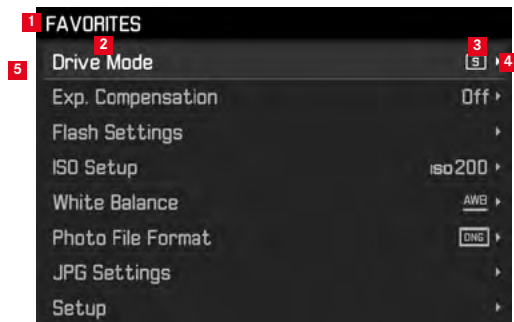 1 FAVORITES
2
3
5 Drive Mode S 4
Exp. Compensation Off
Flash Settings
ISO Setup ISO200
White Balance AWB
Photo File Format DNG
JPG Settings
Setup